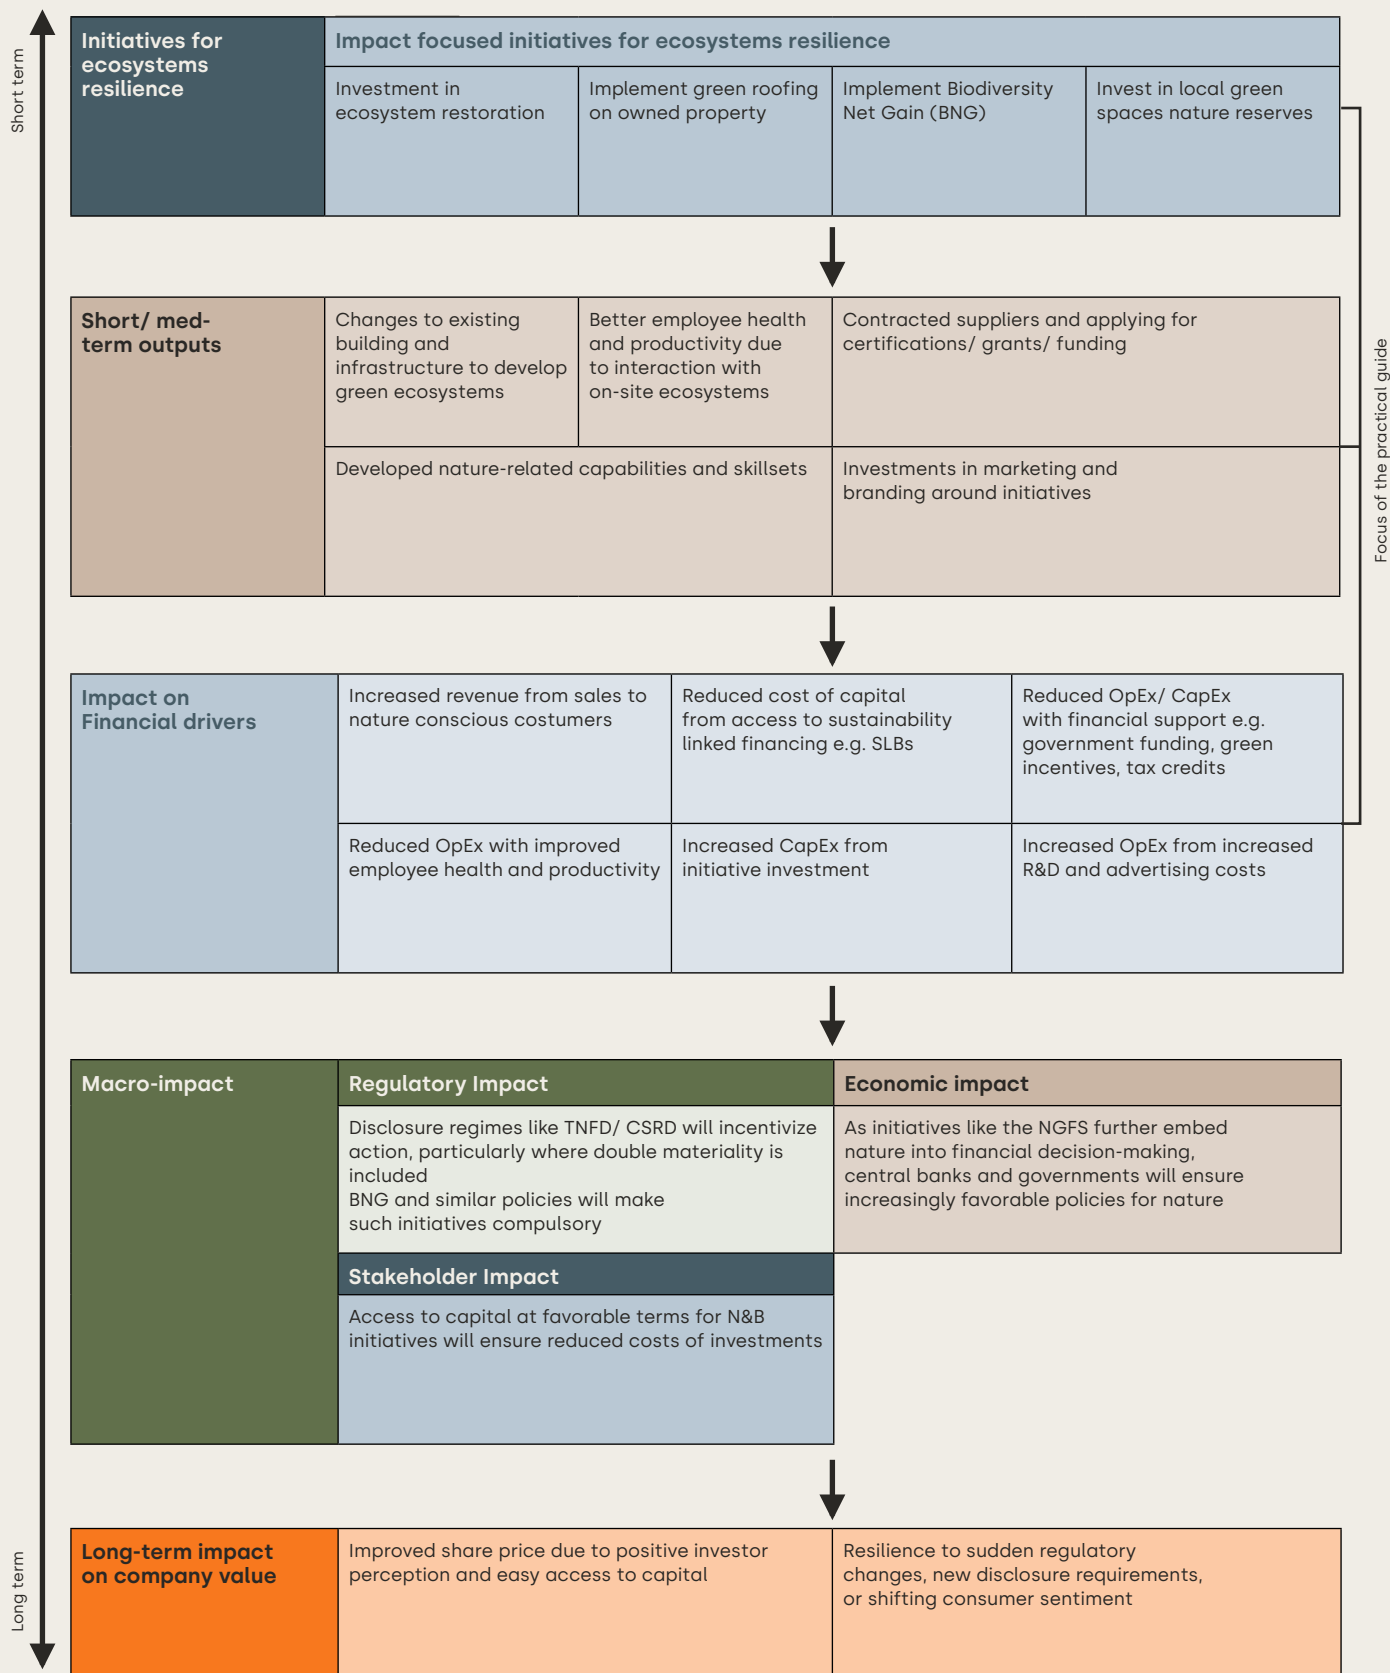 Short term
Initiatives for
ecosystems
resilience
Impact focused initiatives for ecosystems resilience
Investment in
ecosystem restoration
Implement green roofing
on owned property
Implement Biodiversity
Net Gain (BNG)
Invest in local green
spaces nature reserves
Short/ med-
term outputs
Changes to existing
building and
infrastructure to develop
green ecosystems
Better employee health
and productivity due
to interaction with
on-site ecosystems
Contracted suppliers and applying for
certifications/ grants/ funding
Developed nature-related capabilities and skillsets
Investments in marketing and
branding around initiatives
Focus of the practical guide
Impact on
Financial drivers
Increased revenue from sales to
nature conscious costumers
Reduced cost of capital
from access to sustainability
linked financing e.g. SLBs
Reduced OpEx/ CapEx
with financial support e.g.
government funding, green
incentives, tax credits
Reduced OpEx with improved
employee health and productivity
Increased CapEx from
initiative investment
Increased OpEx from increased
R&D and advertising costs
Macro-impact
Regulatory Impact
Disclosure regimes like TNFD/ CSRD will incentivize
action, particularly where double materiality is
included
BNG and similar policies will make
such initiatives compulsory
Economic impact
As initiatives like the NGFS further embed
nature into financial decision-making,
central banks and governments will ensure
increasingly favorable policies for nature
Stakeholder Impact
Access to capital at favorable terms for N&B
initiatives will ensure reduced costs of investments
Long term
Long-term impact
on company value
Improved share price due to positive investor
perception and easy access to capital
Resilience to sudden regulatory
changes, new disclosure requirements,
or shifting consumer sentiment